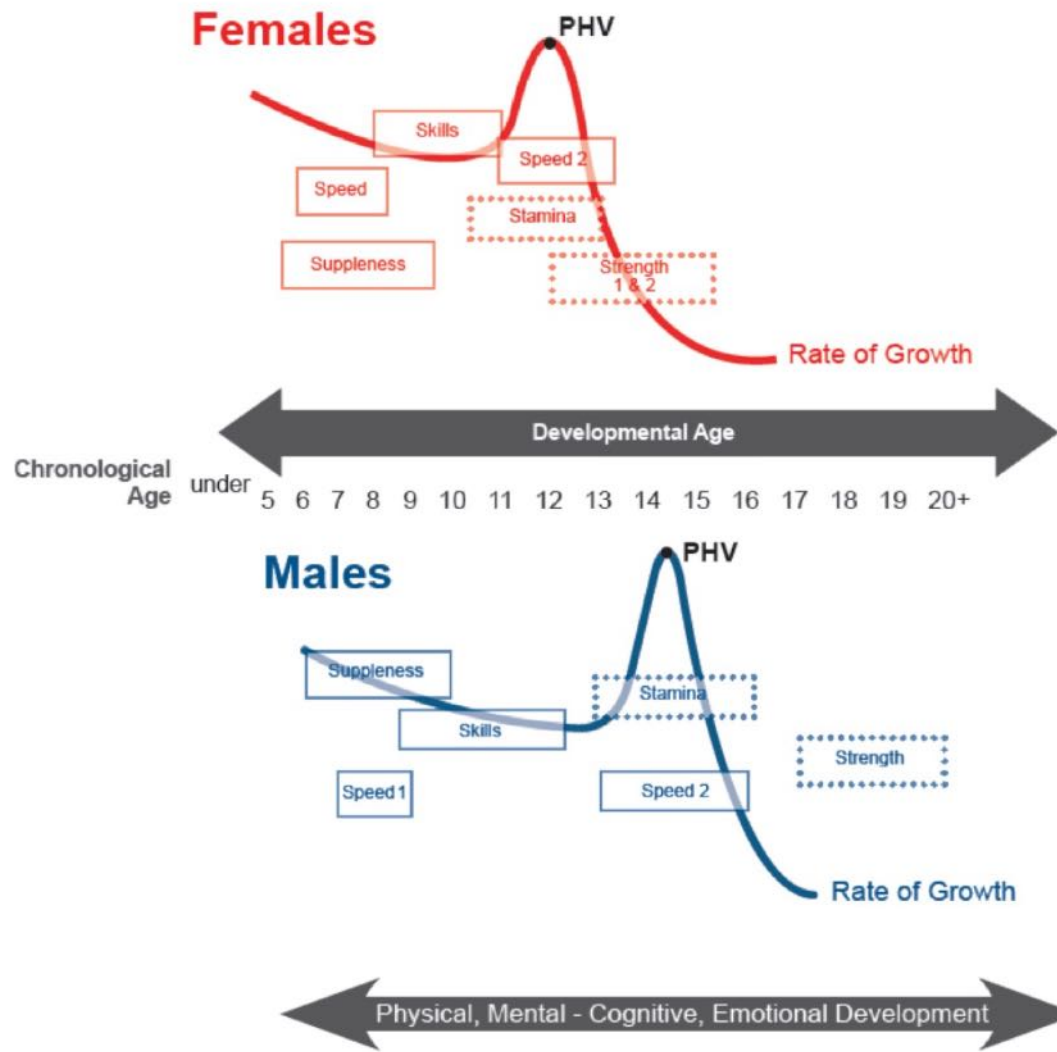 Females
PHV
Skills
Speed 2
Speed
Stamina
Suppleness
Strength
1 & 2
Rate of Growth
Developmental Age
Chronological
Age
under
5 6 7 8 9 10 11 12 13 14 15 16 17 18 19 20+
PHV
Males
Suppleness
Stamina
Skills
Strength
Speed 1
Speed 2
Rate of Growth
Physical, Mental - Cognitive, Emotional Development